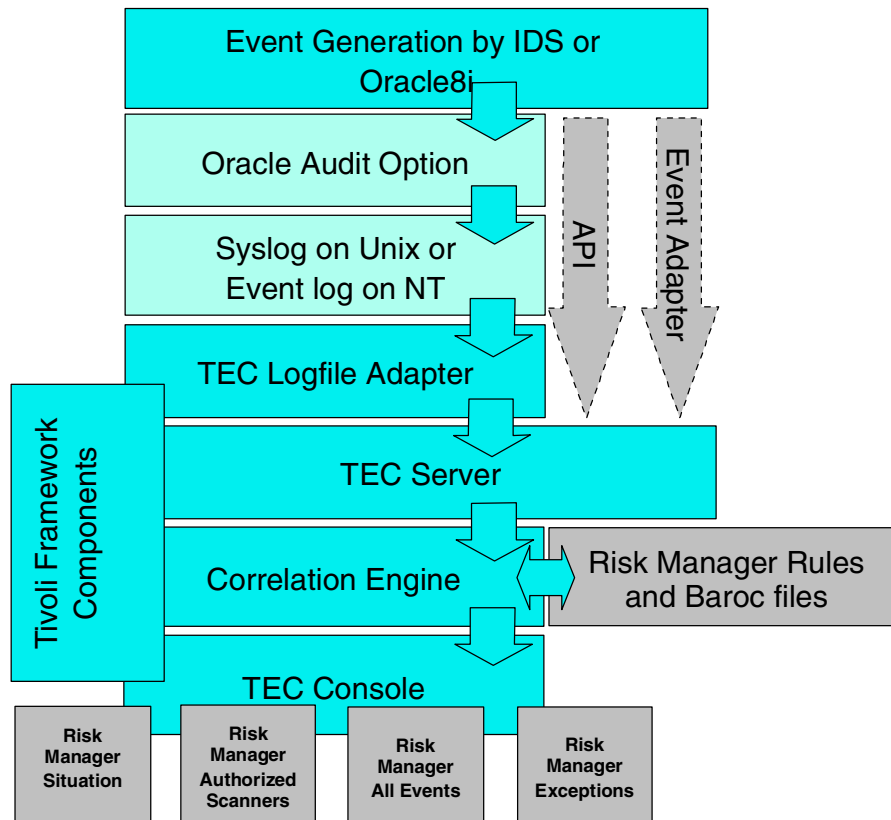 Event Generation by IDS or
Oracle8i
Oracle Audit Option
API
Event Adapter
Syslog on Unix or
Event log on NT
TEC Logfile Adapter
Tivoli Framework
Components
TEC Server
Correlation Engine
Risk Manager Rules
and Baroc files
TEC Console
Risk
Manager
Situation
Risk
Manager
Authorized
Scanners
Risk
Manager
All Events
Risk
Manager
Exceptions